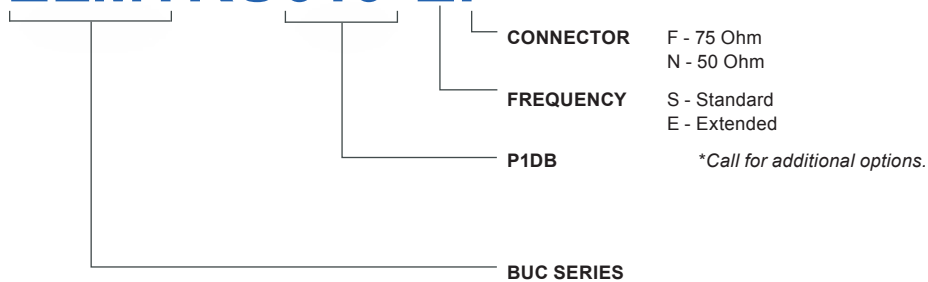 CONNECTOR F - 75 Ohm
N - 50 Ohm
FREQUENCY S - Standard
E - Extended
P1DB *Call for additional options.
BUC SERIES